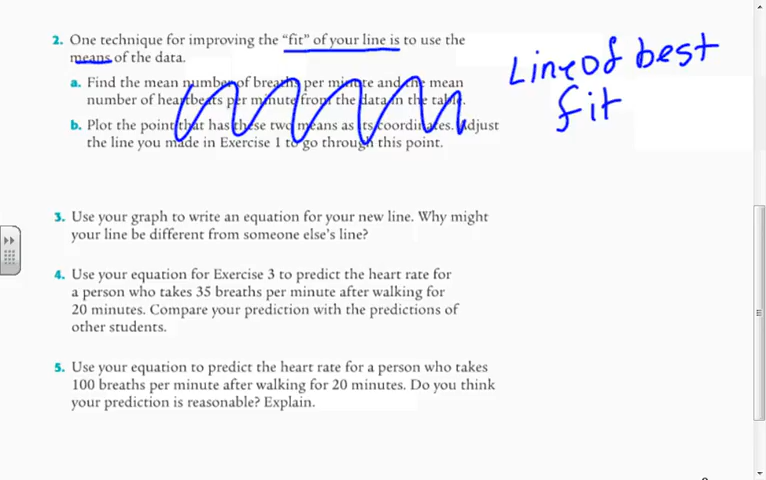 2. One technique for improving the “fit” of your line is to use the
means of the data.
a. Find the mean number of breaths per minute and the mean
number of heartbeats per minute from the data in the table.
b. Plot the point that has these two means as its coordinates. Adjust
the line you made in Exercise 1 to go through this point.
Line of best
fit
3. Use your graph to write an equation for your new line. Why might
your line be different from someone else's line?
4. Use your equation for Exercise 3 to predict the heart rate for
a person who takes 35 breaths per minute after walking for
20 minutes. Compare your prediction with the predictions of
other students.
5. Use your equation to predict the heart rate for a person who takes
100 breaths per minute after walking for 20 minutes. Do you think
your prediction is reasonable? Explain.